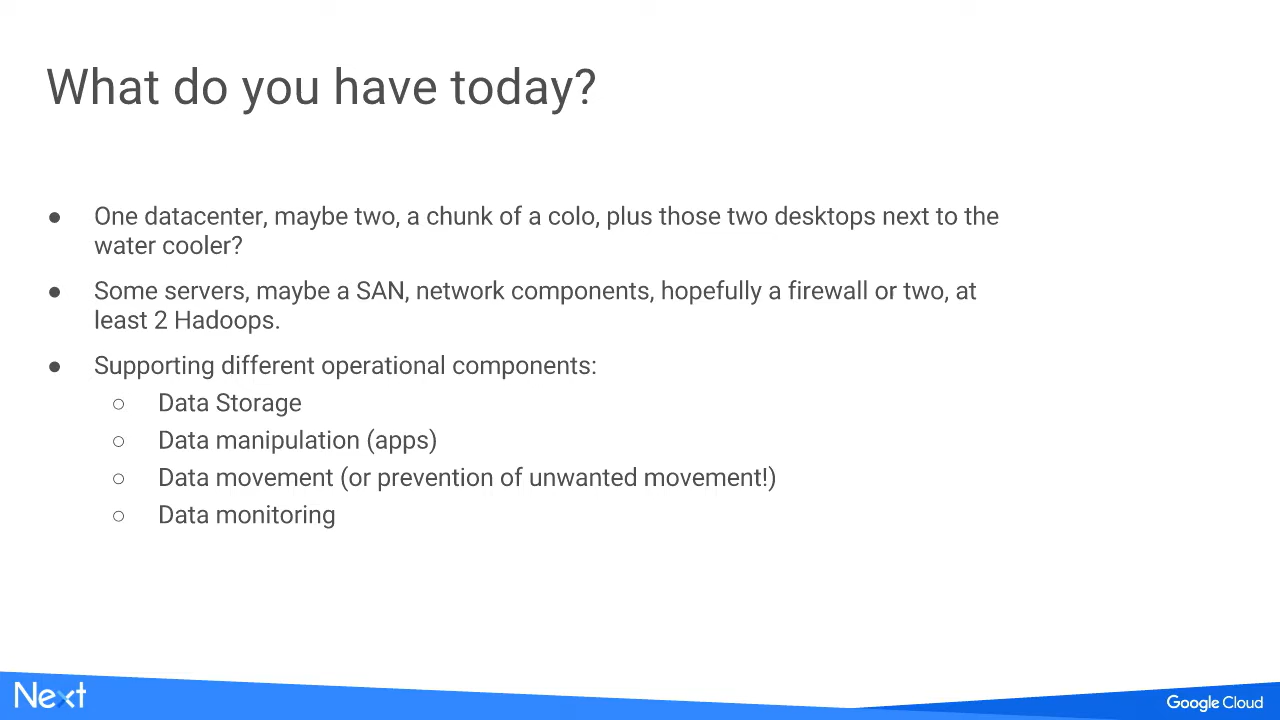 What do you have today?
● One datacenter, maybe two, a chunk of a colo, plus those two desktops next to the
water cooler?
● Some servers, maybe a SAN, network components, hopefully a firewall or two, at
least 2 Hadoops.
● Supporting different operational components:
○ Data Storage
○ Data manipulation (apps)
○ Data movement (or prevention of unwanted movement!)
○ Data monitoring
Next
Google Cloud